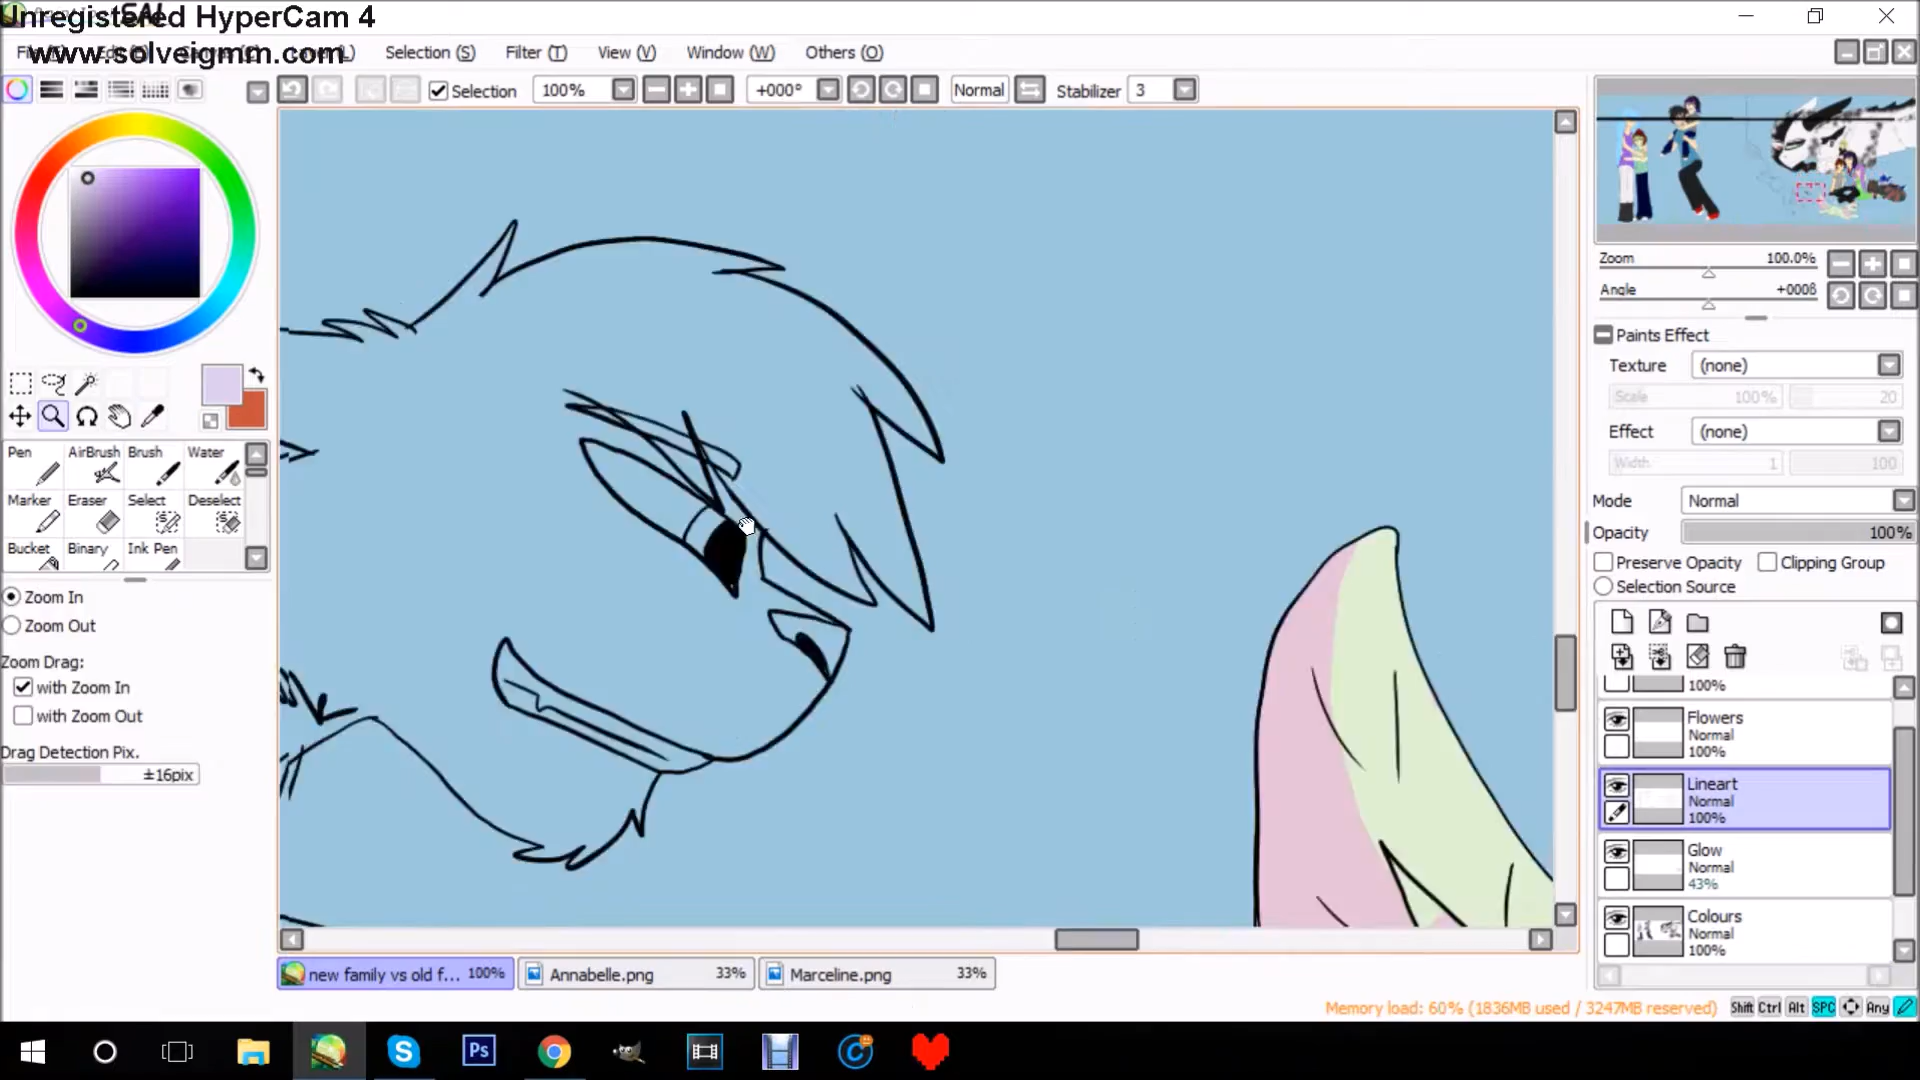 Unregistered HyperCam 4
www.solveigmm.com
Selection (S) Filter (T) View (V) Window (W) Others (O)
Selection 100% +000° Normal Stabilizer 3
Zoom 100.0%
Angle +000ß
Paints Effect
Texture (none)
Scale 100% 20
Effect (none)
Width 1 100
Mode Normal
Opacity 100%
Preserve Opacity Clipping Group
Selection Source
100%
Flowers
Normal
100%
Lineart
Normal
100%
Glow
Normal
43%
Colours
Normal
100%
Pen AirBrush Brush Water
Marker Eraser Select Deselect
Bucket Binary Ink Pen
Zoom In
Zoom Out
Zoom Drag:
with Zoom In
with Zoom Out
Drag Detection Pix.
±16pix
new family vs old f... 100% Annabelle.png 33% Marceline.png 33%
Memory load: 60% (1836MB used / 3247MB reserved) Shift Ctrl Alt SPC Any
S Ps C